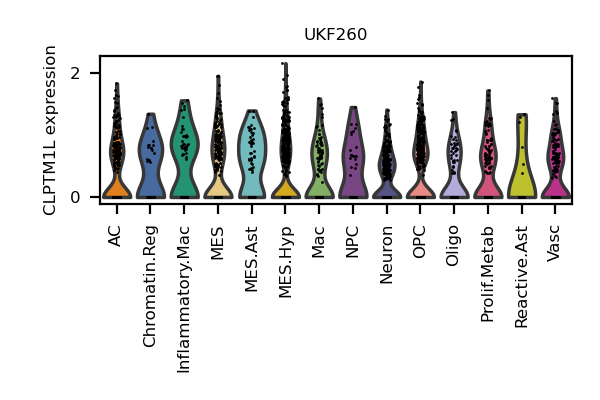 UKF260
CLPTM1L expression
2
0
AC
Chromatin.Reg
Inflammatory.Mac
MES
MES.Ast
MES.Hyp
Mac
NPC
Neuron
OPC
Oligo
Prolif.Metab
Reactive.Ast
Vasc